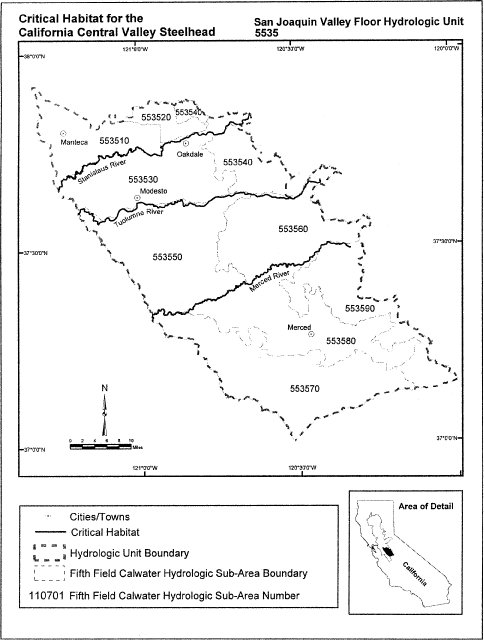 Critical Habitat for the
California Central Valley Steelhead
San Joaquin Valley Floor Hydrologic Unit
5535
121°0'0"W
120°30'0"W
120°0'0"W
38°0'0"N
553520
553540
Manteca
553510
Oakdale
Stanislaus River
553540
553530
Modesto
Tuolumne River
553560
37°30'0"N
37°30'0"N
553550
Merced River
553590
Merced
553580
553570
N
0 2 4 6 8 10
Miles
37°0'0"N
37°0'0"N
121°0'0"W
120°30'0"W
Cities/Towns
Critical Habitat
Hydrologic Unit Boundary
Fifth Field Calwater Hydrologic Sub-Area Boundary
110701 Fifth Field Calwater Hydrologic Sub-Area Number
Area of Detail
California